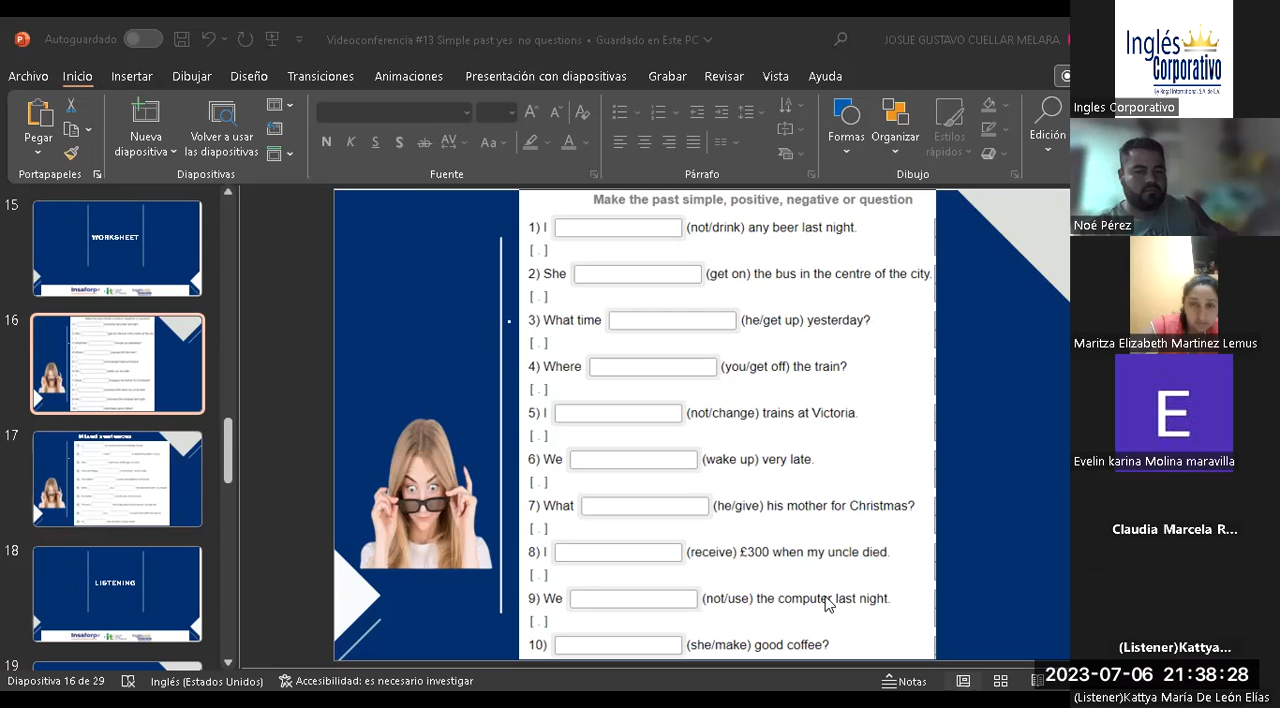 Autoguardado
Videoconferencia #13 Simple past yes no questions • Guardado en Este PC
JOSUE GUSTAVO CUELLAR MELARA
Archivo Inicio Insertar Dibujar Diseño Transiciones Animaciones Presentación con diapositivas Grabar Revisar Vista Ayuda
Pegar
Nueva diapositiva
Volver a usar las diapositivas
N K S S ab AV Aa A
Formas Organizar Estilos rápidos Edición
Portapapeles Diapositivas Fuente Párrafo Dibujo
15
WORKSHEET
16
17
Mixed exercises
18
LISTENING
19
Make the past simple, positive, negative or question
1) I (not/drink) any beer last night.
[ . ]
2) She (get on) the bus in the centre of the city.
[ . ]
3) What time (he/get up) yesterday?
[ . ]
4) Where (you/get off) the train?
[ . ]
5) I (not/change) trains at Victoria.
[ . ]
6) We (wake up) very late.
[ . ]
7) What (he/give) his mother for Christmas?
[ . ]
8) I (receive) £300 when my uncle died.
[ . ]
9) We (not/use) the computer last night.
[ . ]
10) (she/make) good coffee?
Diapositiva 16 de 29 Inglés (Estados Unidos) Accesibilidad: es necesario investigar Notas
Inglés
Corporativo
Ingles Corporativo
Noé Pérez
Maritza Elizabeth Martinez Lemus
E
Evelin karina Molina maravilla
Claudia Marcela R...
(Listener)Kattya...
2023-07-06 21:38:28
(Listener)Kattya María De León Elías